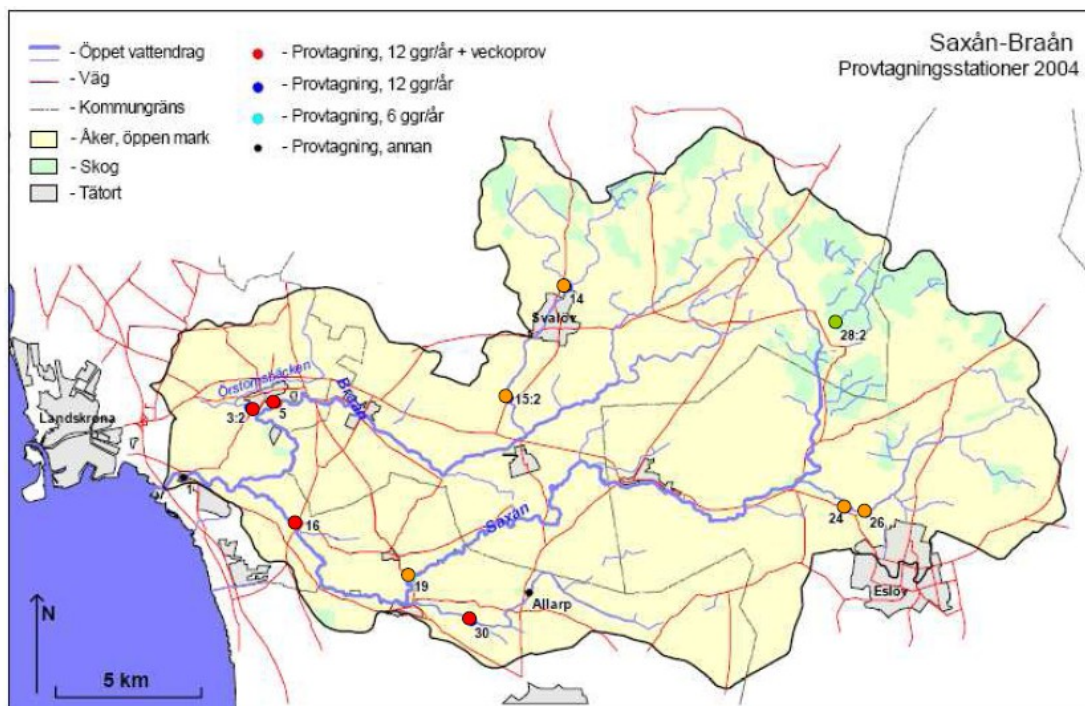 - Öppet vattendrag
- Väg
- Kommungräns
- Åker, öppen mark
- Skog
- Tätort
- Provtagning, 12 ggr/år + veckoprov
- Provtagning, 12 ggr/år
- Provtagning, 6 ggr/år
- Provtagning, annan
Saxån-Braån
Provtagningsstationer 2004
14
Svalöv
28:2
Örstorpsbäcken
Braån
15:2
Landskrona
3:2
5
1
16
Saxån
24
26
19
Allarp
Eslöv
30
N
5 km